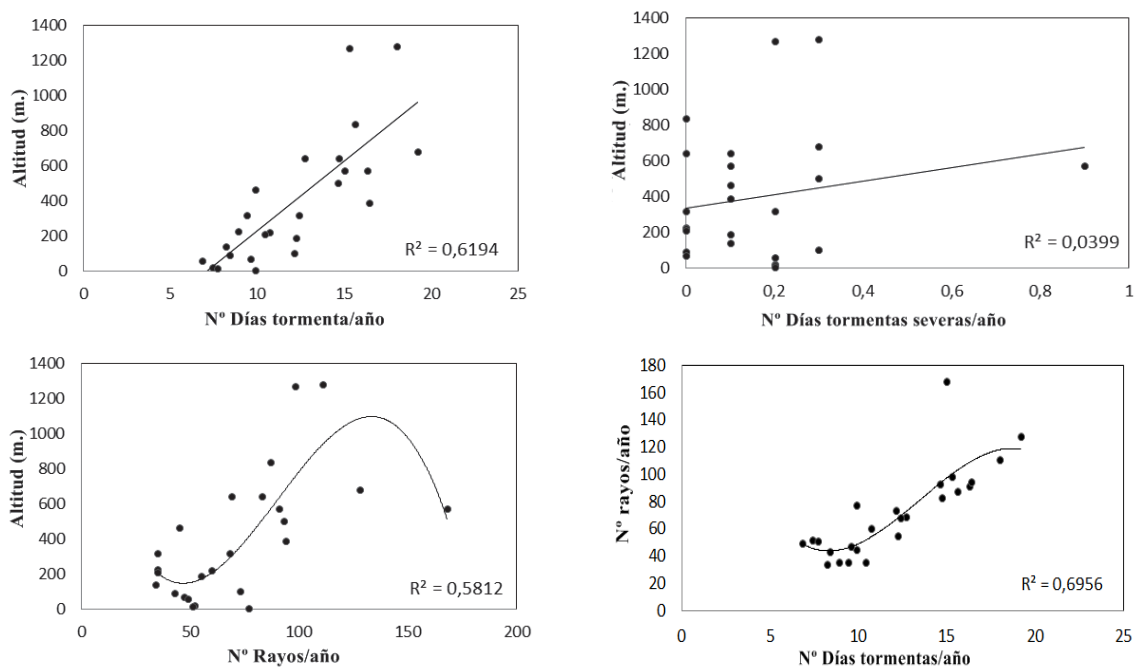 1400
1200
1000
800
600
400
200
0
Altitud (m.)
R² = 0,6194
0 5 10 15 20 25
Nº Días tormenta/año
1400
1200
1000
800
600
400
200
0
Altitud (m.)
R² = 0,0399
0 0,2 0,4 0,6 0,8 1
Nº Días tormentas severas/año
1400
1200
1000
800
600
400
200
0
Altitud (m.)
R² = 0,5812
0 50 100 150 200
Nº Rayos/año
180
160
140
120
100
80
60
40
20
0
Nº rayos/año
R² = 0,6956
0 5 10 15 20 25
Nº Días tormentas/año